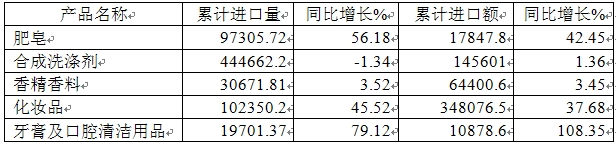 产品名称 累计进口量 同比增长% 累计进口额 同比增长%
肥皂 97305.72 56.18 17847.8 42.45
合成洗涤剂 444662.2 -1.34 145601 1.36
香精香料 30671.81 3.52 64400.6 3.45
化妆品 102350.2 45.52 348076.5 37.68
牙膏及口腔清洁用品 19701.37 79.12 10878.6 108.35